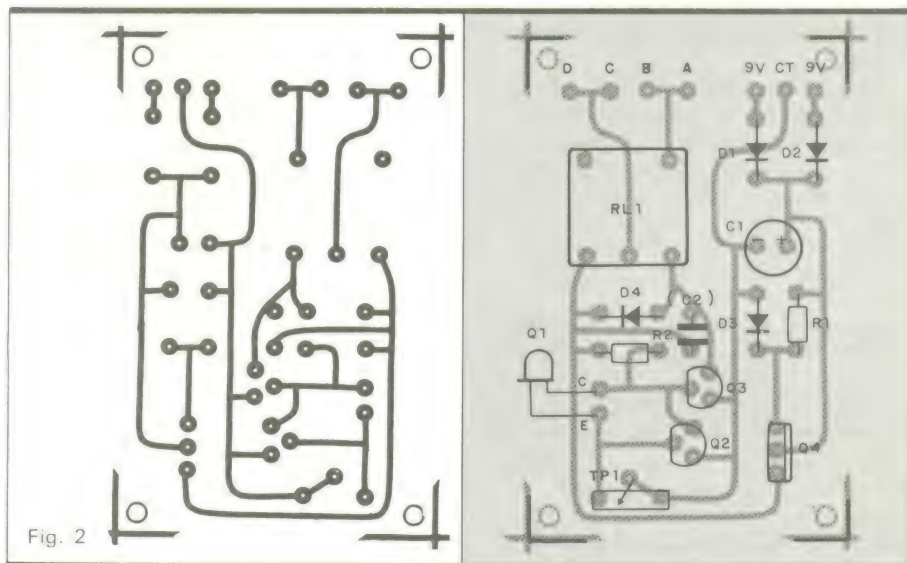 D C B A 9V CT 9V
D1 D2
RL1
C1
D4 (C2) D3 R1
Q1 R2
C Q3
E Q2 Q4
TP1
Fig. 2